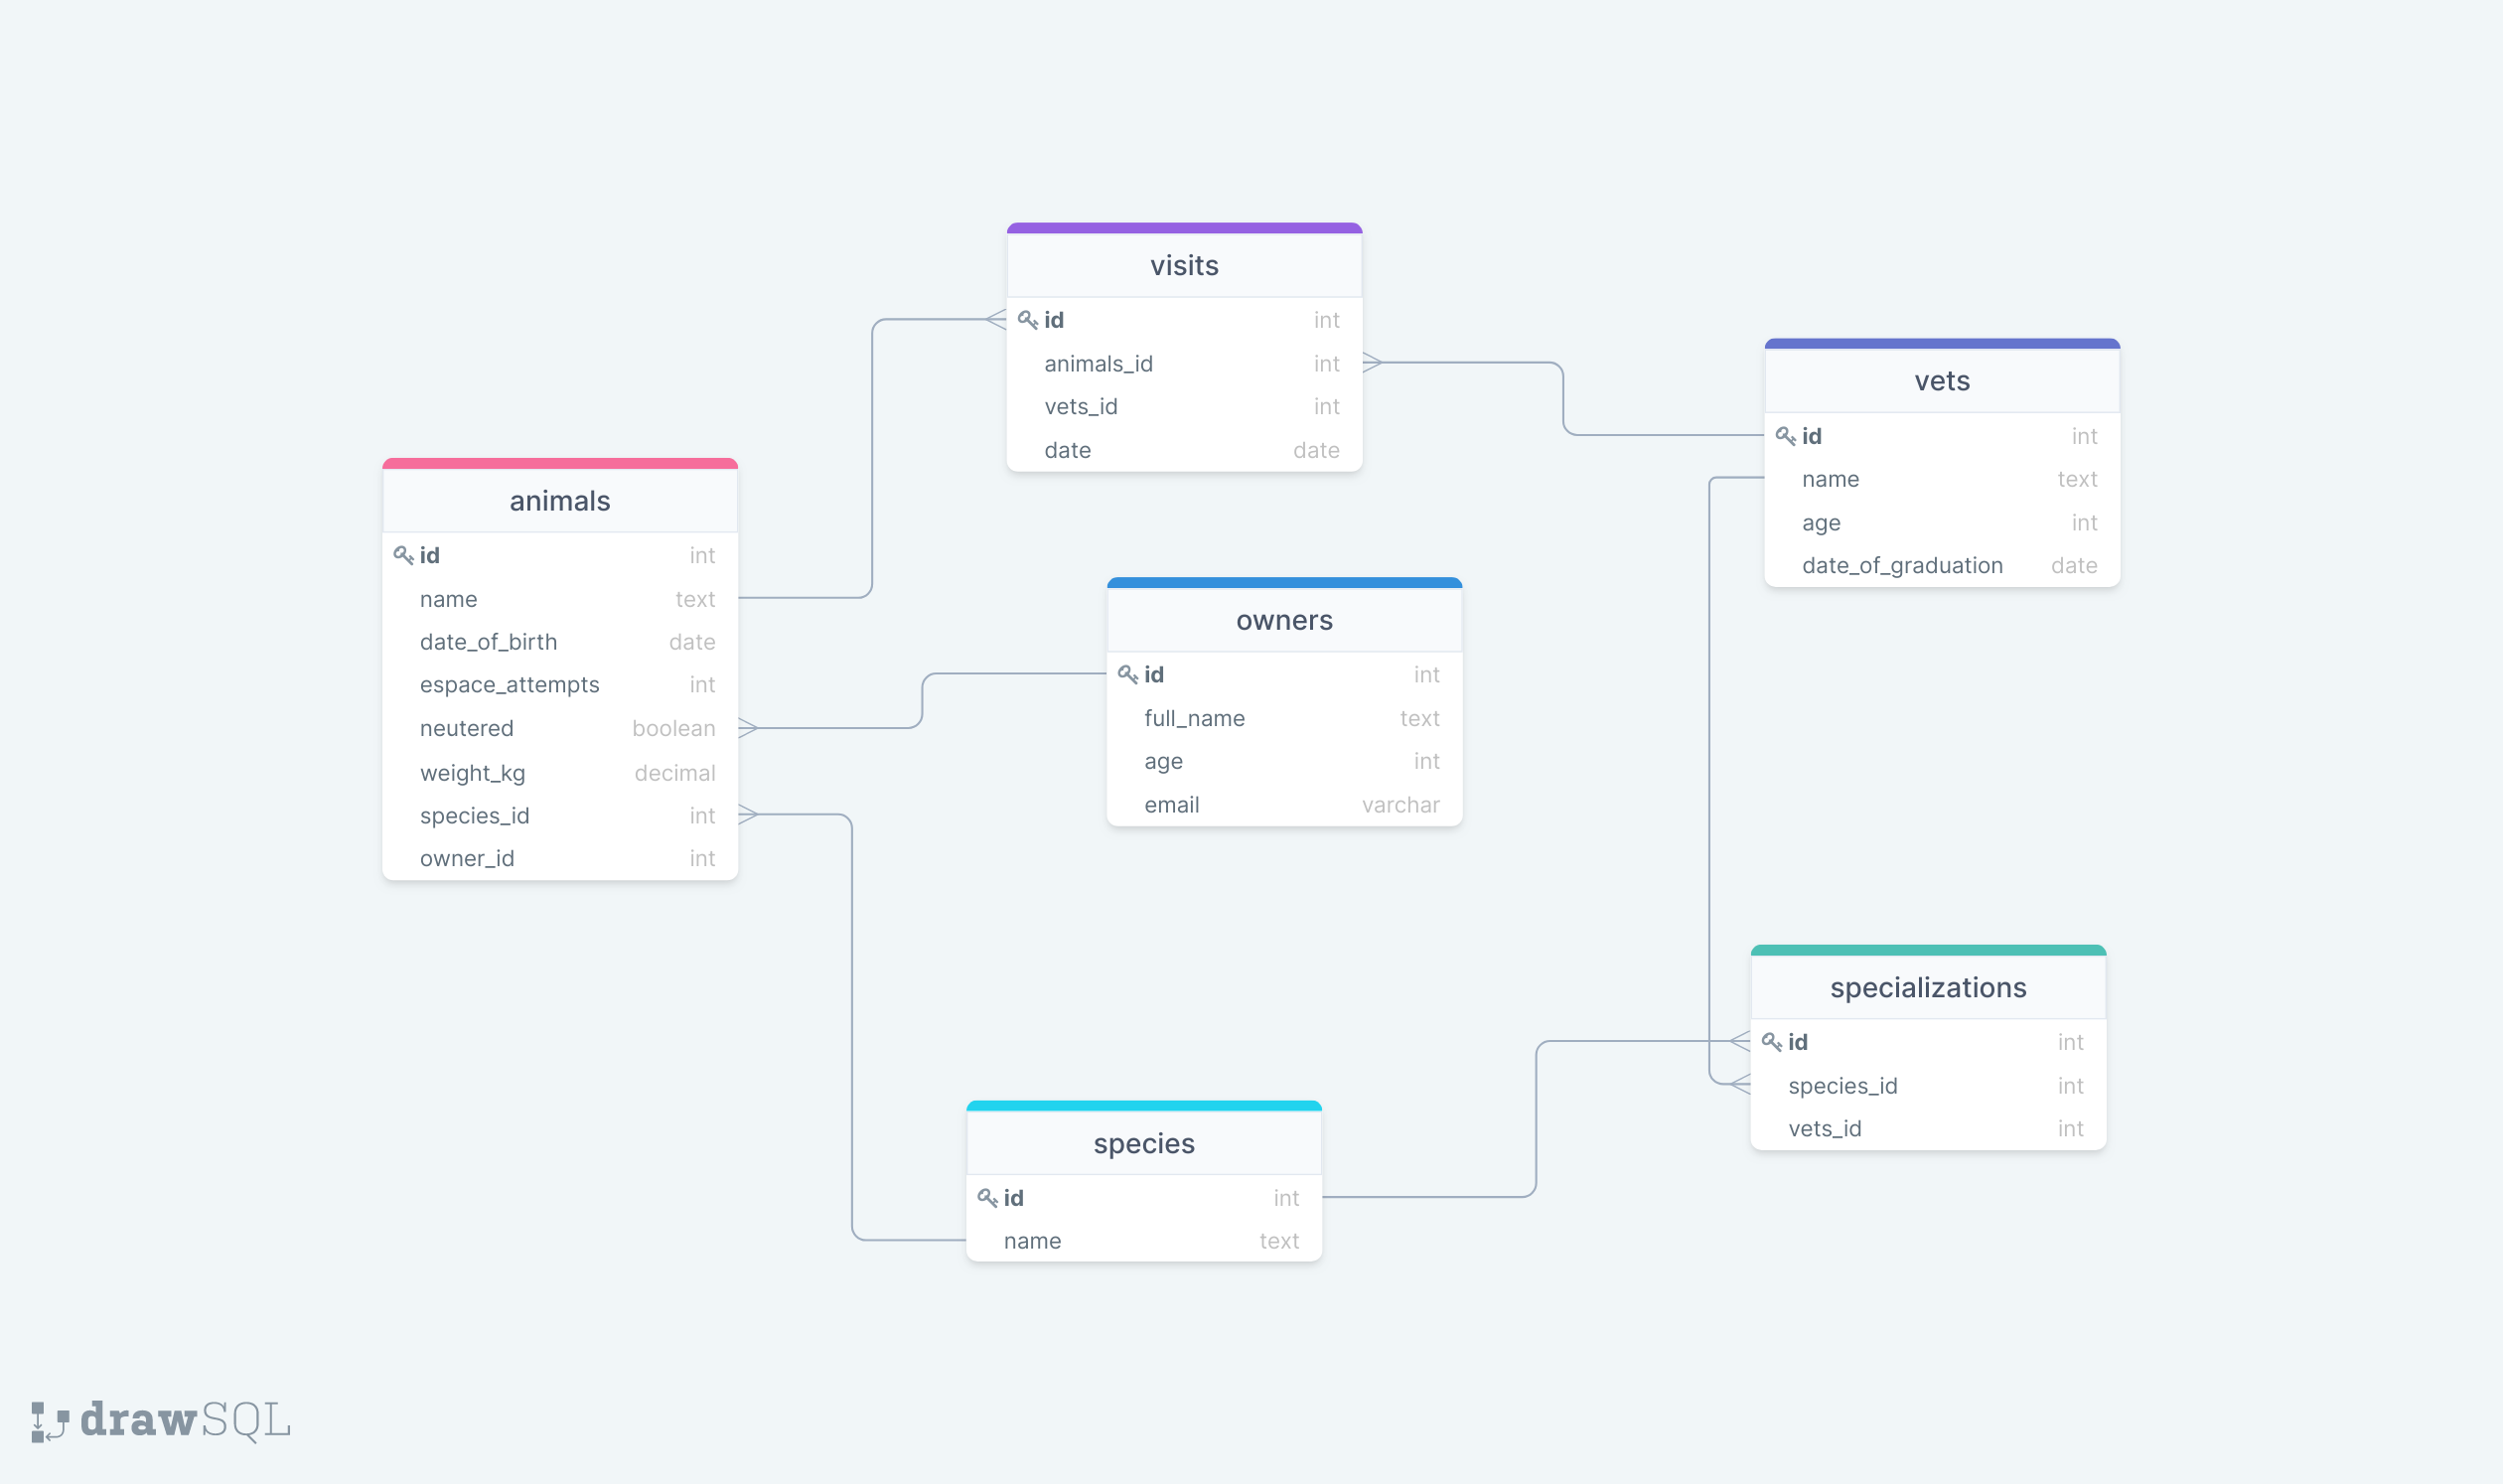 visits
id int
animals_id int
vets_id int
date date
vets
id int
name text
age int
date_of_graduation date
animals
id int
name text
date_of_birth date
espace_attempts int
neutered boolean
weight_kg decimal
species_id int
owner_id int
owners
id int
full_name text
age int
email varchar
specializations
id int
species_id int
vets_id int
species
id int
name text
drawSQL